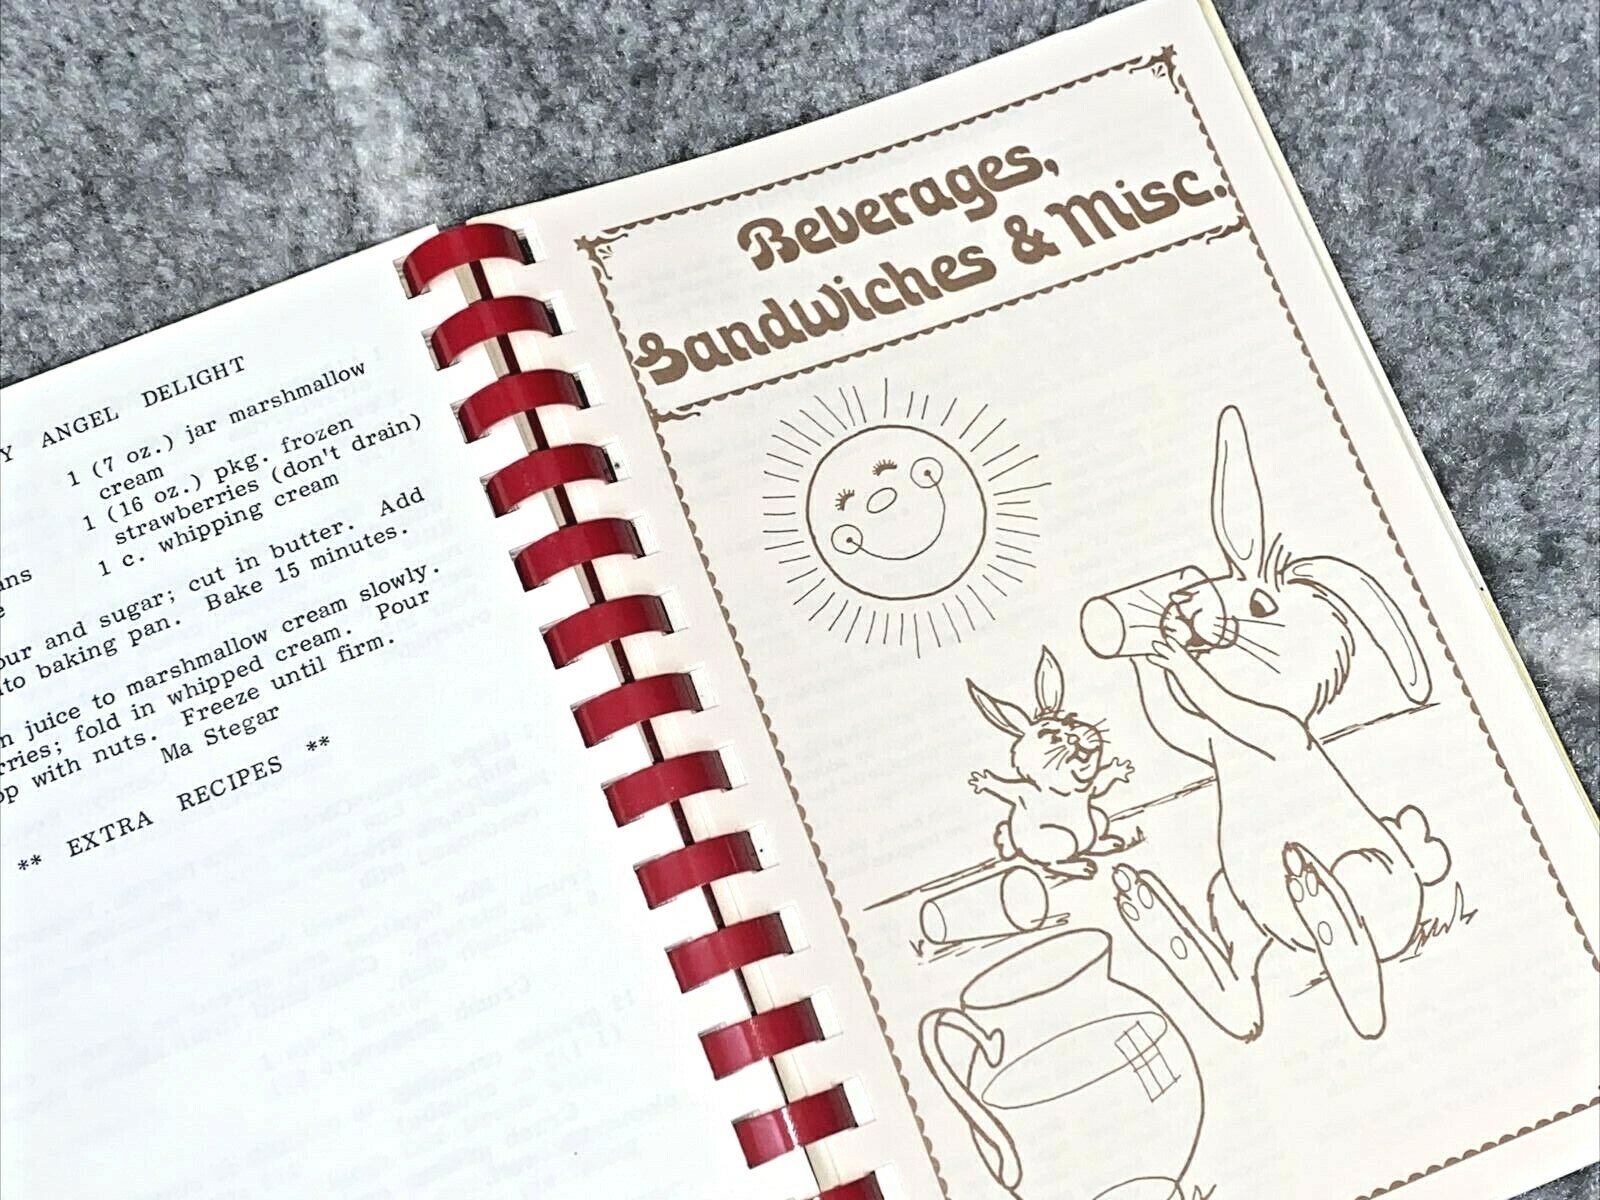 Y ANGEL DELIGHT
1 (7 oz.) jar marshmallow
cream
1 (16 oz.) pkg. frozen
strawberries (don't drain)
1 c. whipping cream
our and sugar; cut in butter. Add
to baking pan. Bake 15 minutes.
n juice to marshmallow cream slowly.
rries; fold in whipped cream. Pour
op with nuts. Freeze until firm.
Ma Stegar
** EXTRA RECIPES **
Beverages,
Sandwiches & Misc.